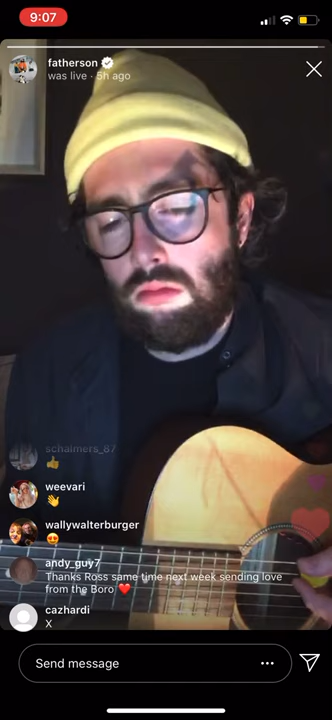 9:07
fatherson
was live · 5h ago
schalmers_87
👍
weevari
👋
wallywalterburger
😍
andy_guy7
Thanks Ross same time next week sending love
from the Boro ❤️
cazhardi
X
Send message